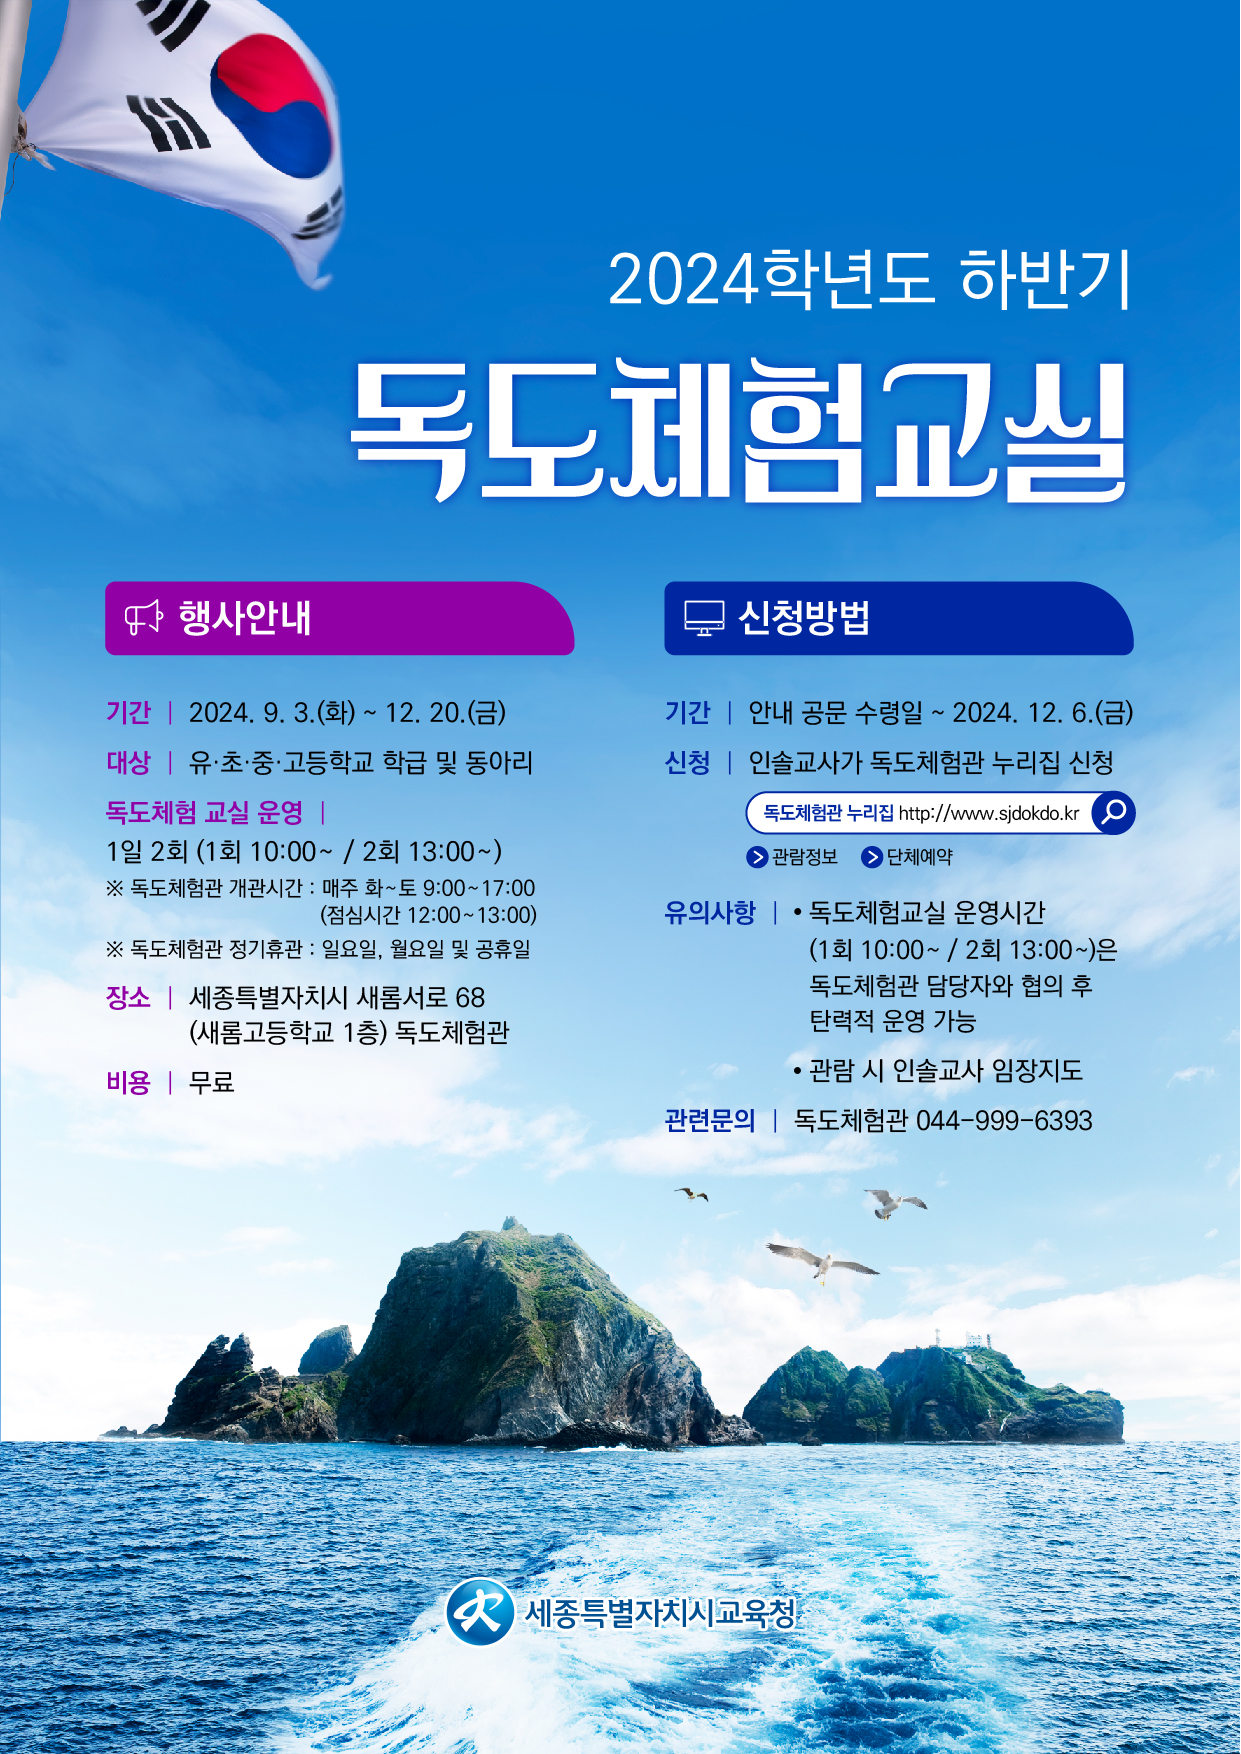 2024학년도 하반기
독도체험교실
행사안내
기간 | 2024. 9. 3.(화) ~ 12. 20.(금)
대상 | 유·초·중·고등학교 학급 및 동아리
독도체험 교실 운영 |
1일 2회 (1회 10:00~ / 2회 13:00~)
※ 독도체험관 개관시간 : 매주 화~토 9:00~17:00
(점심시간 12:00~13:00)
※ 독도체험관 정기휴관 : 일요일, 월요일 및 공휴일
장소 | 세종특별자치시 새롬서로 68
(새롬고등학교 1층) 독도체험관
비용 | 무료
신청방법
기간 | 안내 공문 수령일 ~ 2024. 12. 6.(금)
신청 | 인솔교사가 독도체험관 누리집 신청
독도체험관 누리집 http://www.sjdokdo.kr
관람정보 단체예약
유의사항 | • 독도체험교실 운영시간
(1회 10:00~ / 2회 13:00~)은
독도체험관 담당자와 협의 후
탄력적 운영 가능
• 관람 시 인솔교사 임장지도
관련문의 | 독도체험관 044-999-6393
세종특별자치시교육청